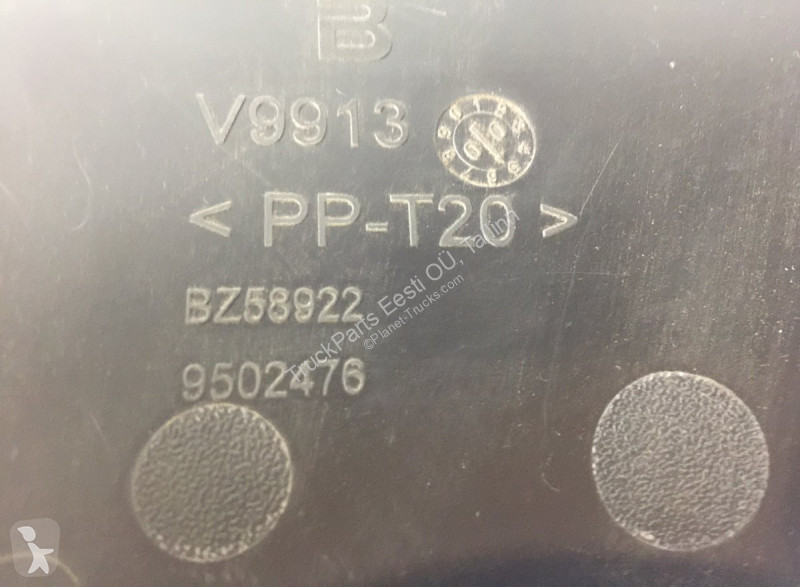 B
V9913
< PP-T20 >
BZ58922
9502476
TruckParts Eesti OÜ, Tallinn
©Planet-Trucks.com